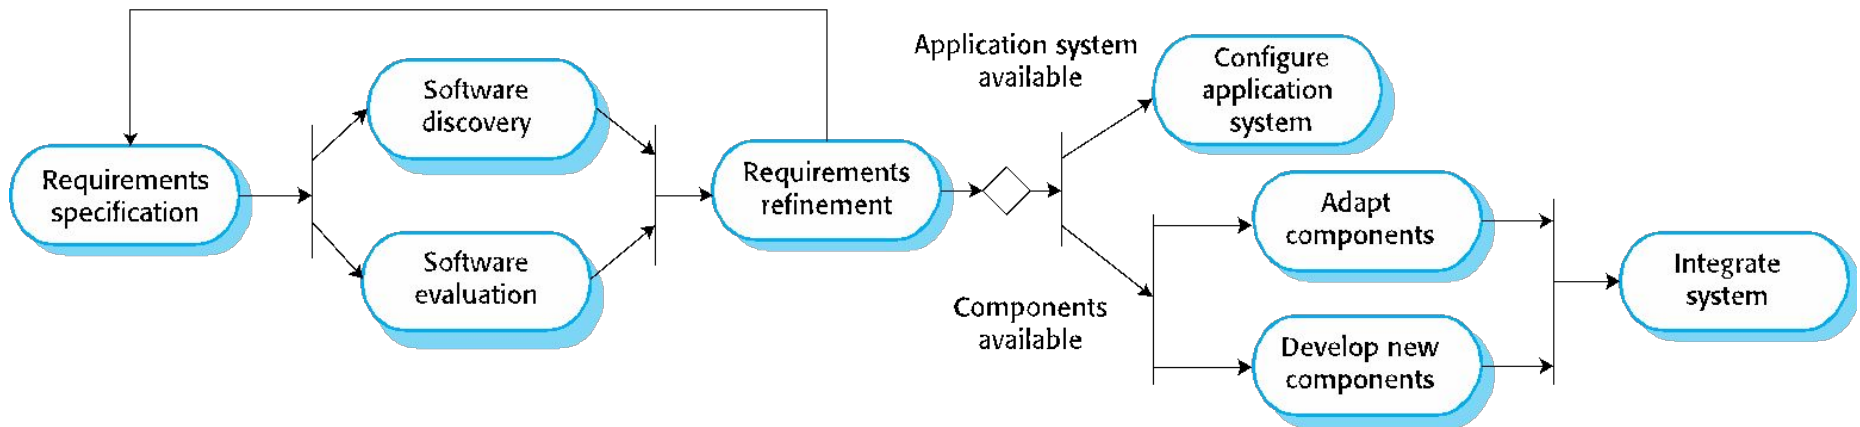 Requirements
specification
Software
discovery
Software
evaluation
Requirements
refinement
Application system
available
Configure
application
system
Components
available
Adapt
components
Develop new
components
Integrate
system